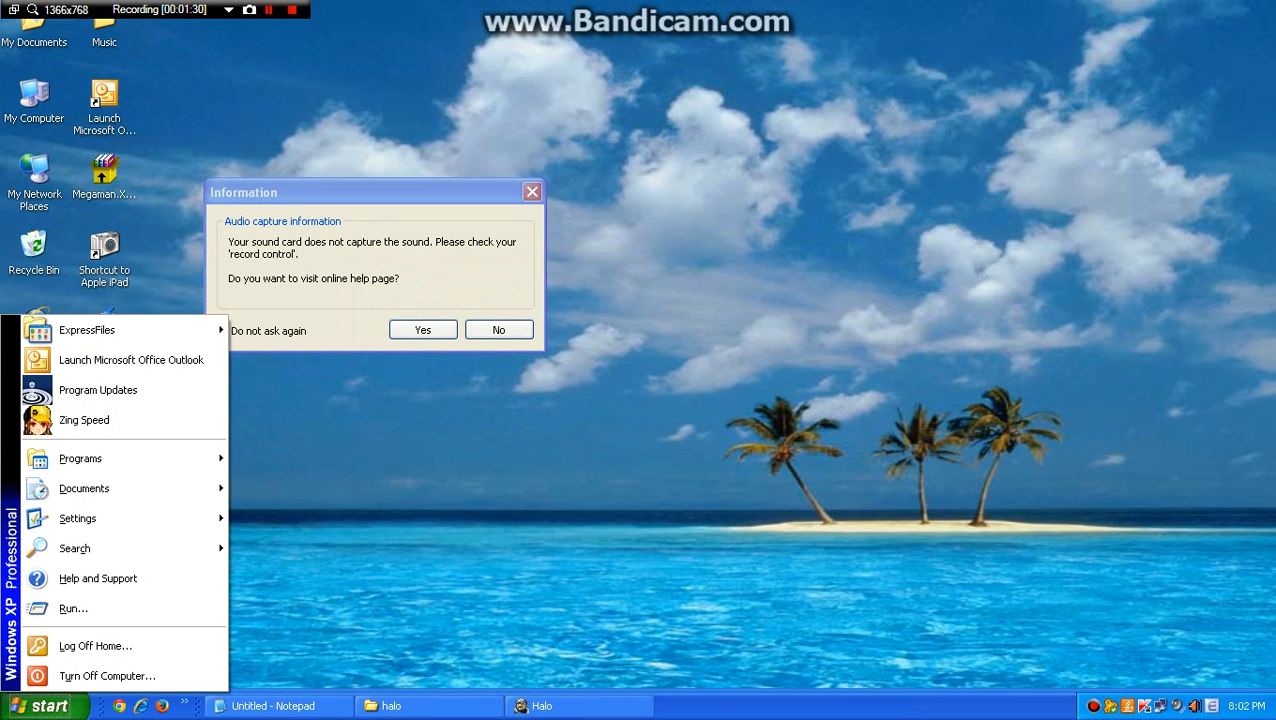 1366x768 Recording [00:01:30]
www.Bandicam.com
My Documents
Music
My Computer
Launch
Microsoft O...
My Network
Places
Megaman.X...
Recycle Bin
Shortcut to
Apple iPad
Information
Audio capture information
Your sound card does not capture the sound. Please check your
'record control'.
Do you want to visit online help page?
Do not ask again
Yes
No
ExpressFiles
Launch Microsoft Office Outlook
Program Updates
Zing Speed
Programs
Documents
Settings
Search
Help and Support
Run...
Log Off Home...
Turn Off Computer...
Windows XP Professional
start
Untitled - Notepad
halo
Halo
8:02 PM